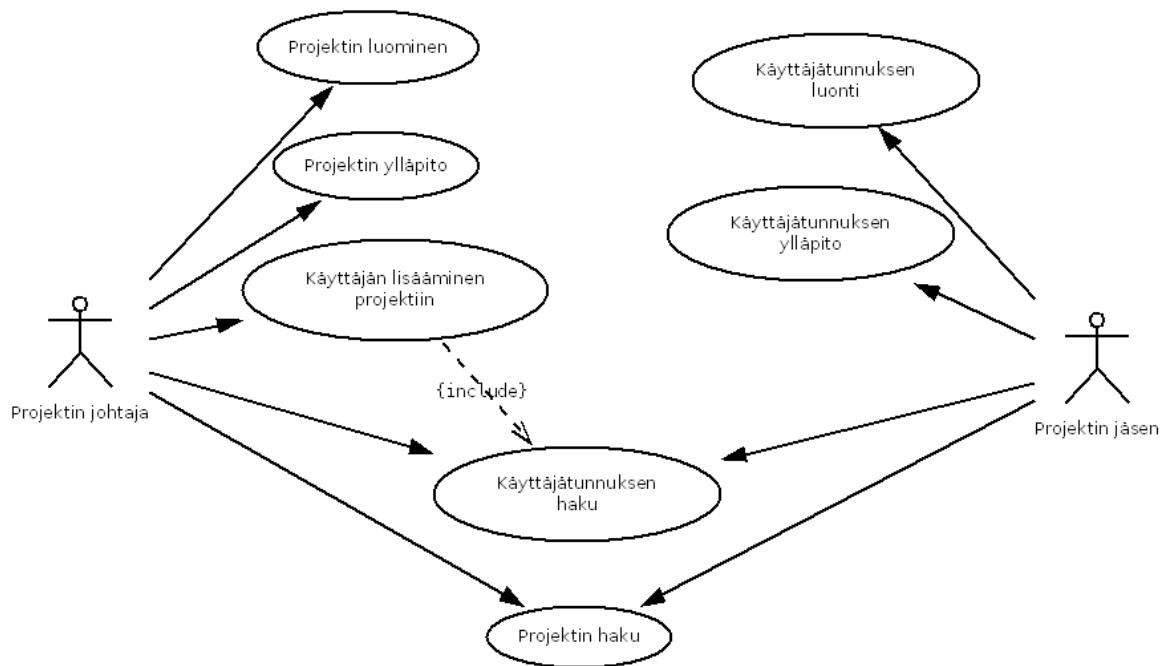 Projektin luominen
Käyttäjätunnuksen
luonti
Projektin ylläpito
Käyttäjätunnuksen
ylläpito
Käyttäjän lisääminen
projektiin
{include}
Projektin johtaja
Projektin jäsen
Käyttäjätunnuksen
haku
Projektin haku